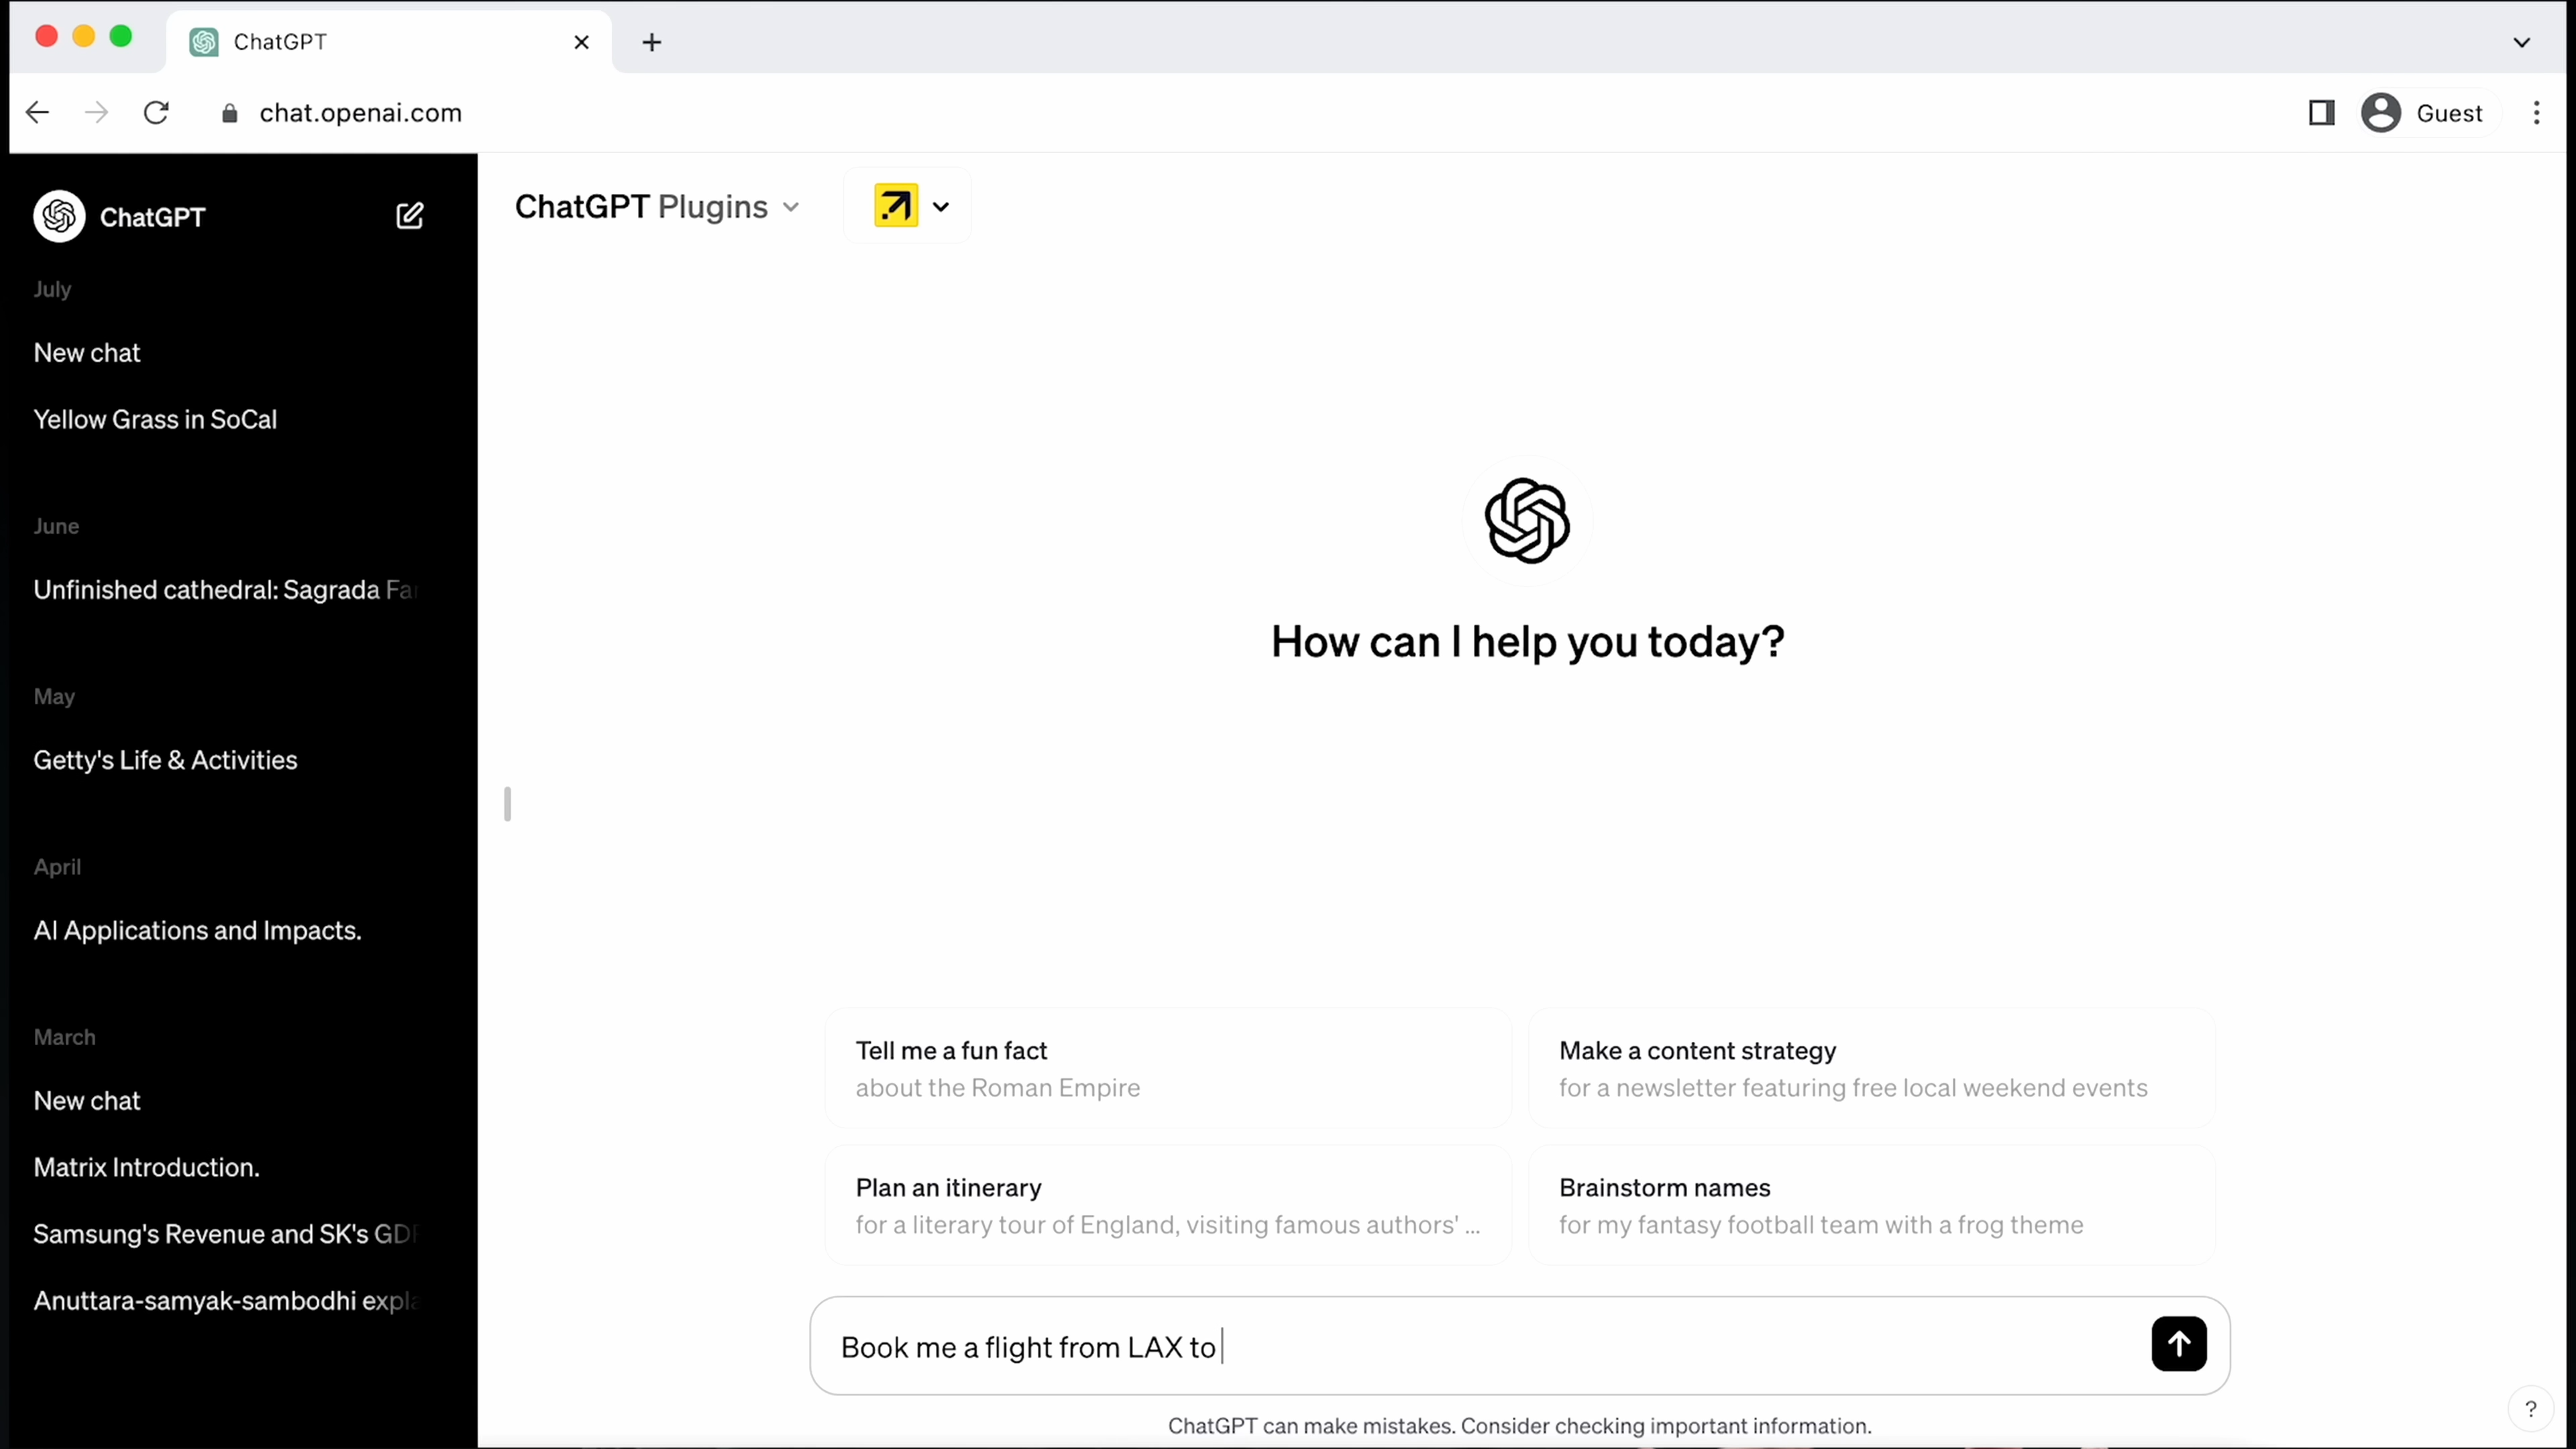 ChatGPT
chat.openai.com
Guest
ChatGPT
July
New chat
Yellow Grass in SoCal
June
Unfinished cathedral: Sagrada Fa
May
Getty's Life & Activities
April
AI Applications and Impacts.
March
New chat
Matrix Introduction.
Samsung's Revenue and SK's GD
Anuttara-samyak-sambodhi expl
ChatGPT Plugins
How can I help you today?
Tell me a fun fact
about the Roman Empire
Make a content strategy
for a newsletter featuring free local weekend events
Plan an itinerary
for a literary tour of England, visiting famous authors' ...
Brainstorm names
for my fantasy football team with a frog theme
Book me a flight from LAX to
ChatGPT can make mistakes. Consider checking important information.
?